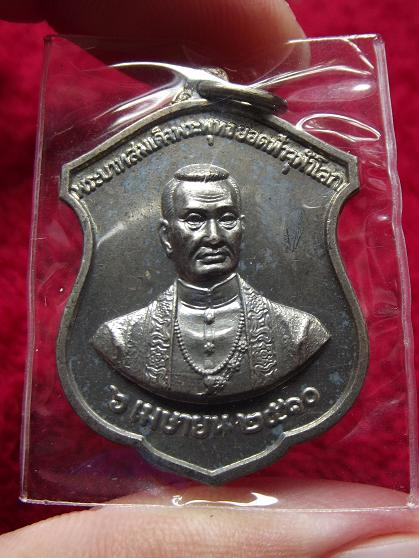 พระบาทสมเด็จพระพุทธยอดฟ้าจุฬาโลก
๖ เมษายน ๒๕๑๐